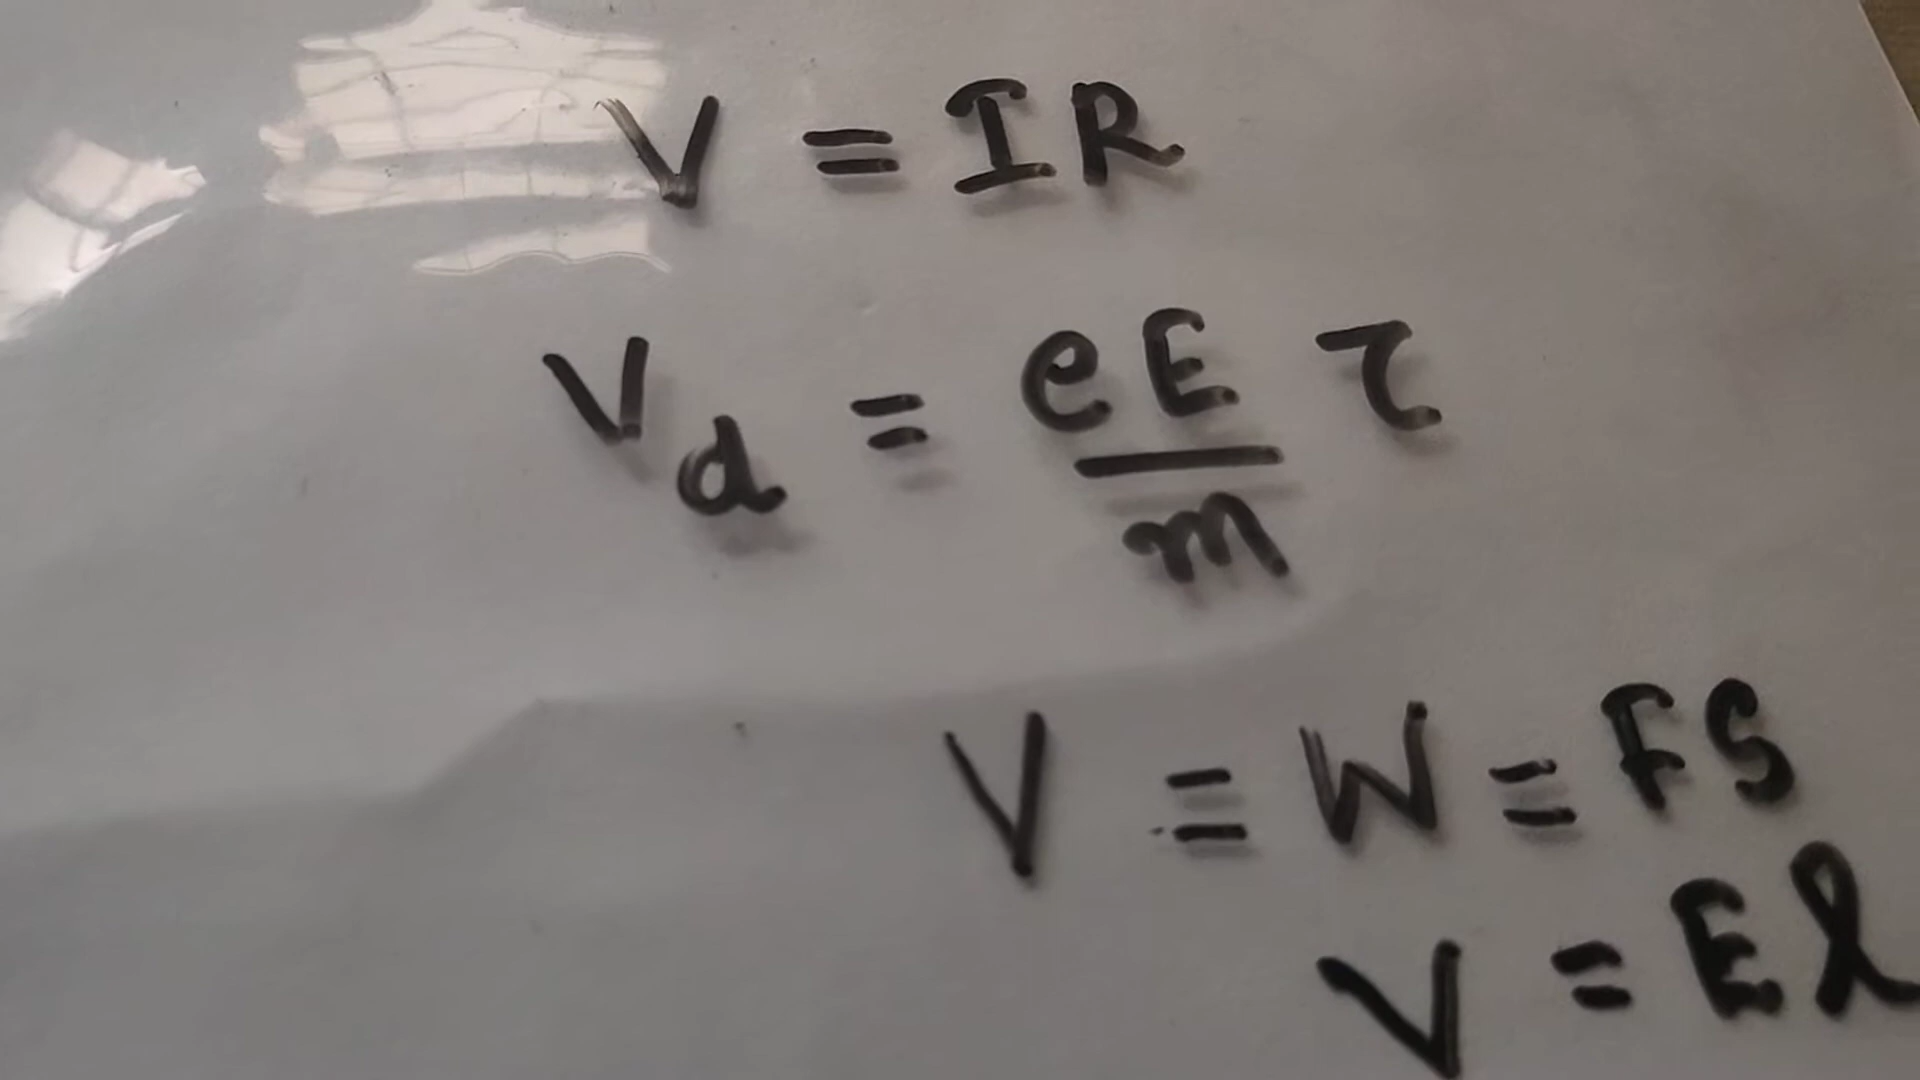 V = IR
Vd = eE/m τ
V = W = FS
V = El